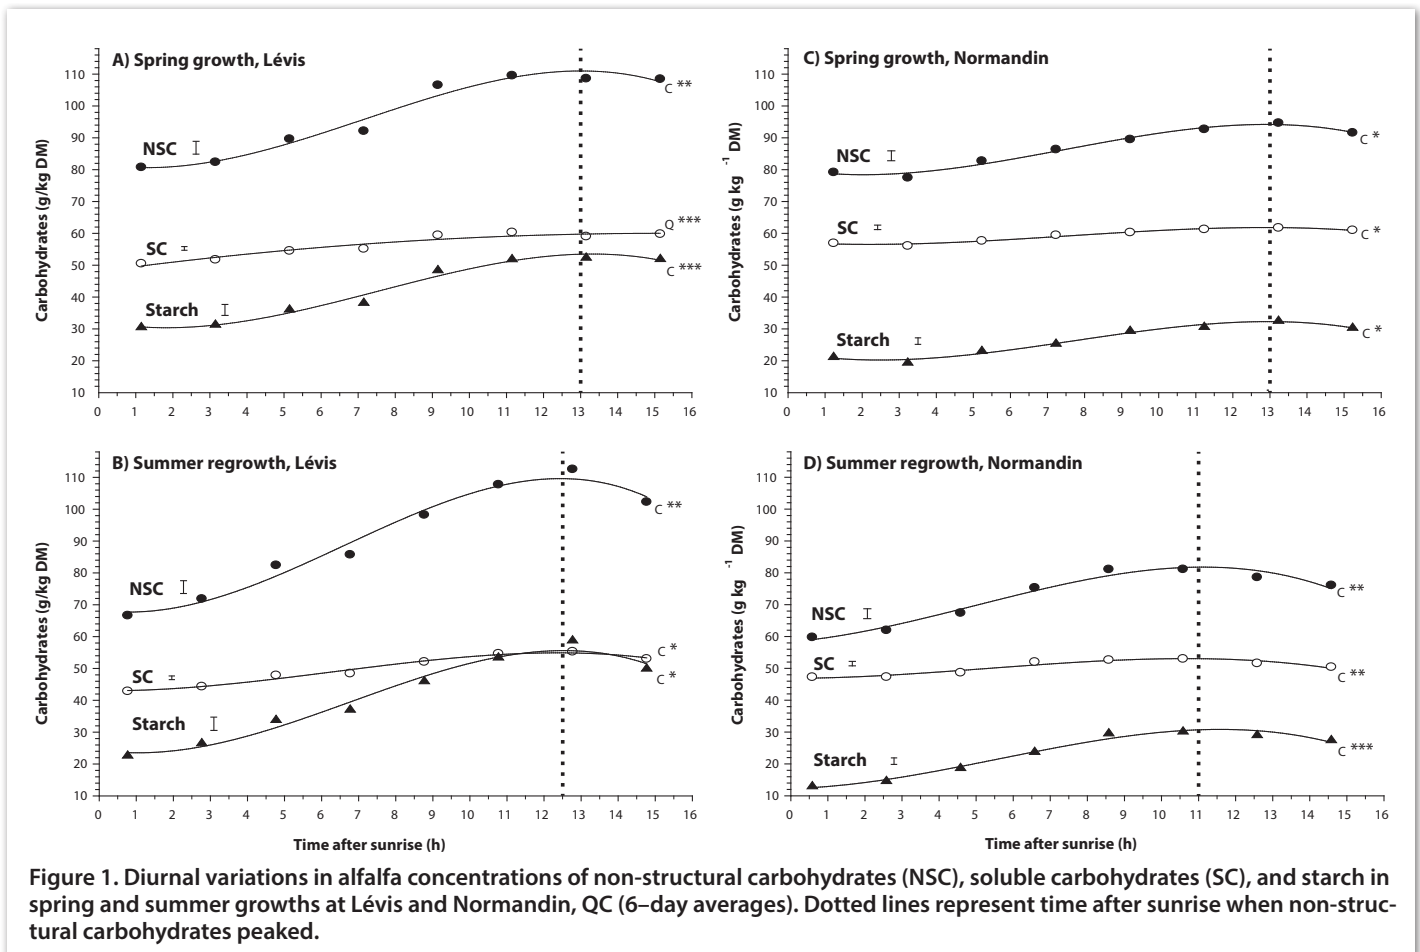 A) Spring growth, Lévis
Carbohydrates (g/kg DM)
110
100
90
80
70
60
50
40
30
20
10
NSC
SC
Starch
C **
Q ***
C ***
0 1 2 3 4 5 6 7 8 9 10 11 12 13 14 15 16
C) Spring growth, Normandin
Carbohydrates (g kg -1 DM)
110
100
90
80
70
60
50
40
30
20
10
NSC
SC
Starch
C *
C *
C *
0 1 2 3 4 5 6 7 8 9 10 11 12 13 14 15 16
B) Summer regrowth, Lévis
Carbohydrates (g/kg DM)
110
100
90
80
70
60
50
40
30
20
10
NSC
SC
Starch
C **
C *
C *
0 1 2 3 4 5 6 7 8 9 10 11 12 13 14 15 16
Time after sunrise (h)
D) Summer regrowth, Normandin
Carbohydrates (g kg -1 DM)
110
100
90
80
70
60
50
40
30
20
10
NSC
SC
Starch
C **
C **
C ***
0 1 2 3 4 5 6 7 8 9 10 11 12 13 14 15 16
Time after sunrise (h)
Figure 1. Diurnal variations in alfalfa concentrations of non-structural carbohydrates (NSC), soluble carbohydrates (SC), and starch in
spring and summer growths at Lévis and Normandin, QC (6–day averages). Dotted lines represent time after sunrise when non-struc-
tural carbohydrates peaked.